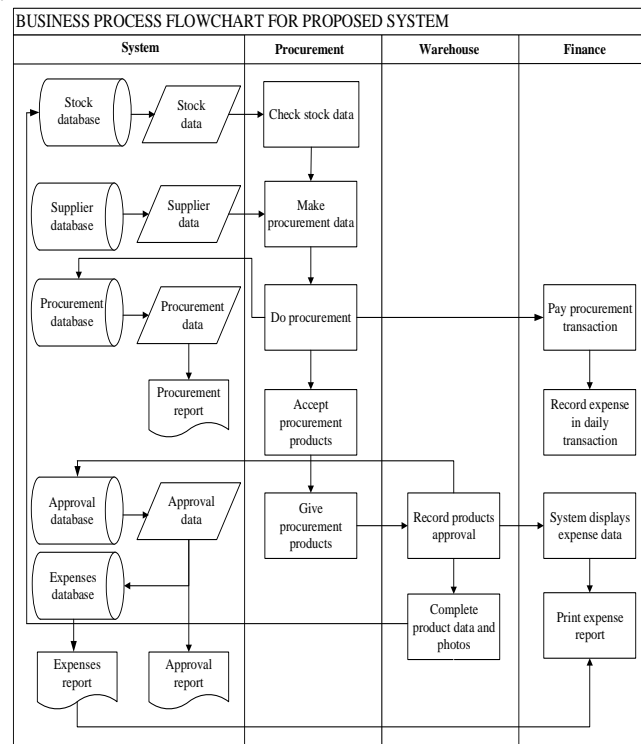 BUSINESS PROCESS FLOWCHART FOR PROPOSED SYSTEM
System
Procurement
Warehouse
Finance
Stock
database
Stock
data
Check stock data
Supplier
database
Supplier
data
Make
procurement data
Procurement
database
Procurement
data
Do procurement
Pay procurement
transaction
Procurement
report
Accept
procurement
products
Record expense
in daily
transaction
Approval
database
Approval
data
Give
procurement
products
Record products
approval
System displays
expense data
Expenses
database
Complete
product data and
photos
Print expense
report
Expenses
report
Approval
report